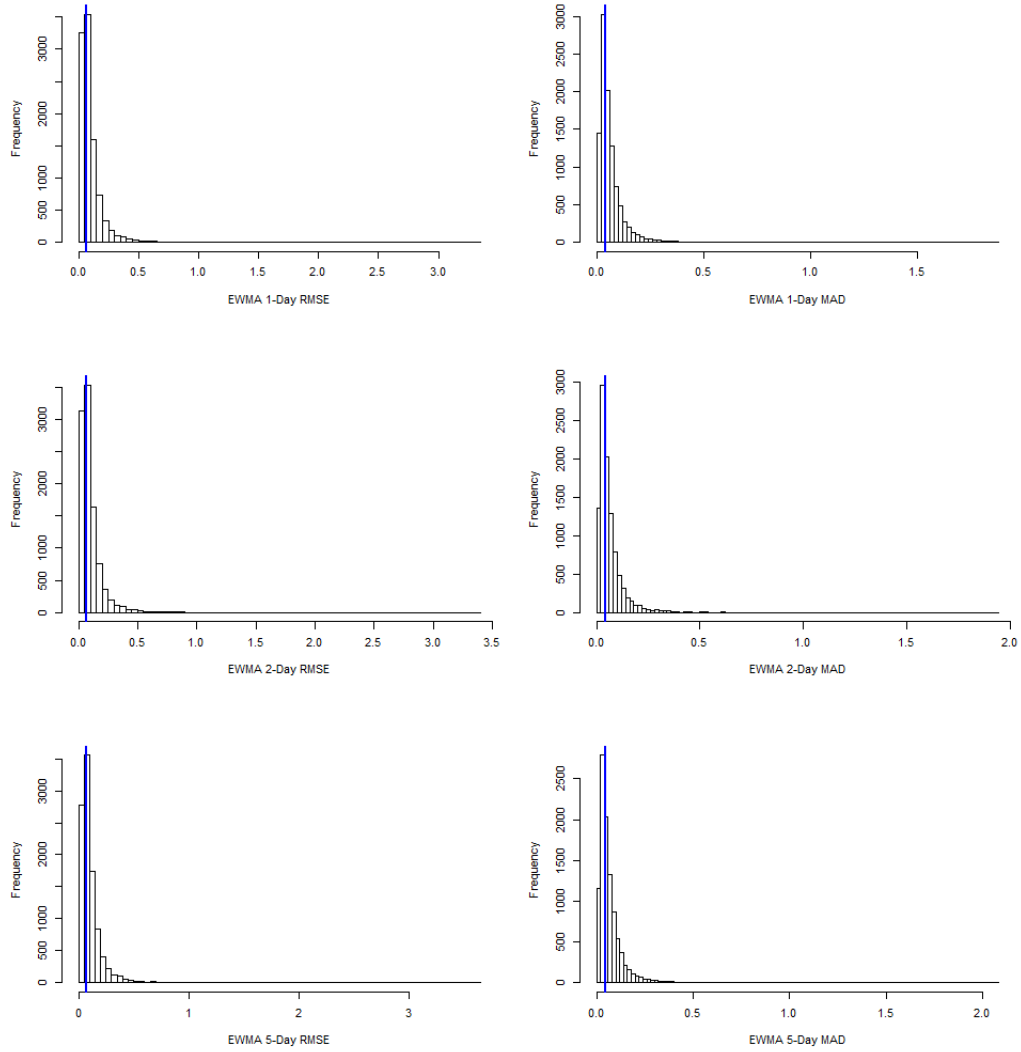 Frequency
3000
2000
1000
500
0
0.0 0.5 1.0 1.5 2.0 2.5 3.0
EWMA 1-Day RMSE
Frequency
3000
2500
2000
1500
1000
500
0
0.0 0.5 1.0 1.5
EWMA 1-Day MAD
Frequency
3000
2000
1000
500
0
0.0 0.5 1.0 1.5 2.0 2.5 3.0 3.5
EWMA 2-Day RMSE
Frequency
3000
2500
2000
1500
1000
500
0
0.0 0.5 1.0 1.5 2.0
EWMA 2-Day MAD
Frequency
3000
2000
1000
500
0
0 1 2 3
EWMA 5-Day RMSE
Frequency
2500
2000
1500
1000
500
0
0.0 0.5 1.0 1.5 2.0
EWMA 5-Day MAD